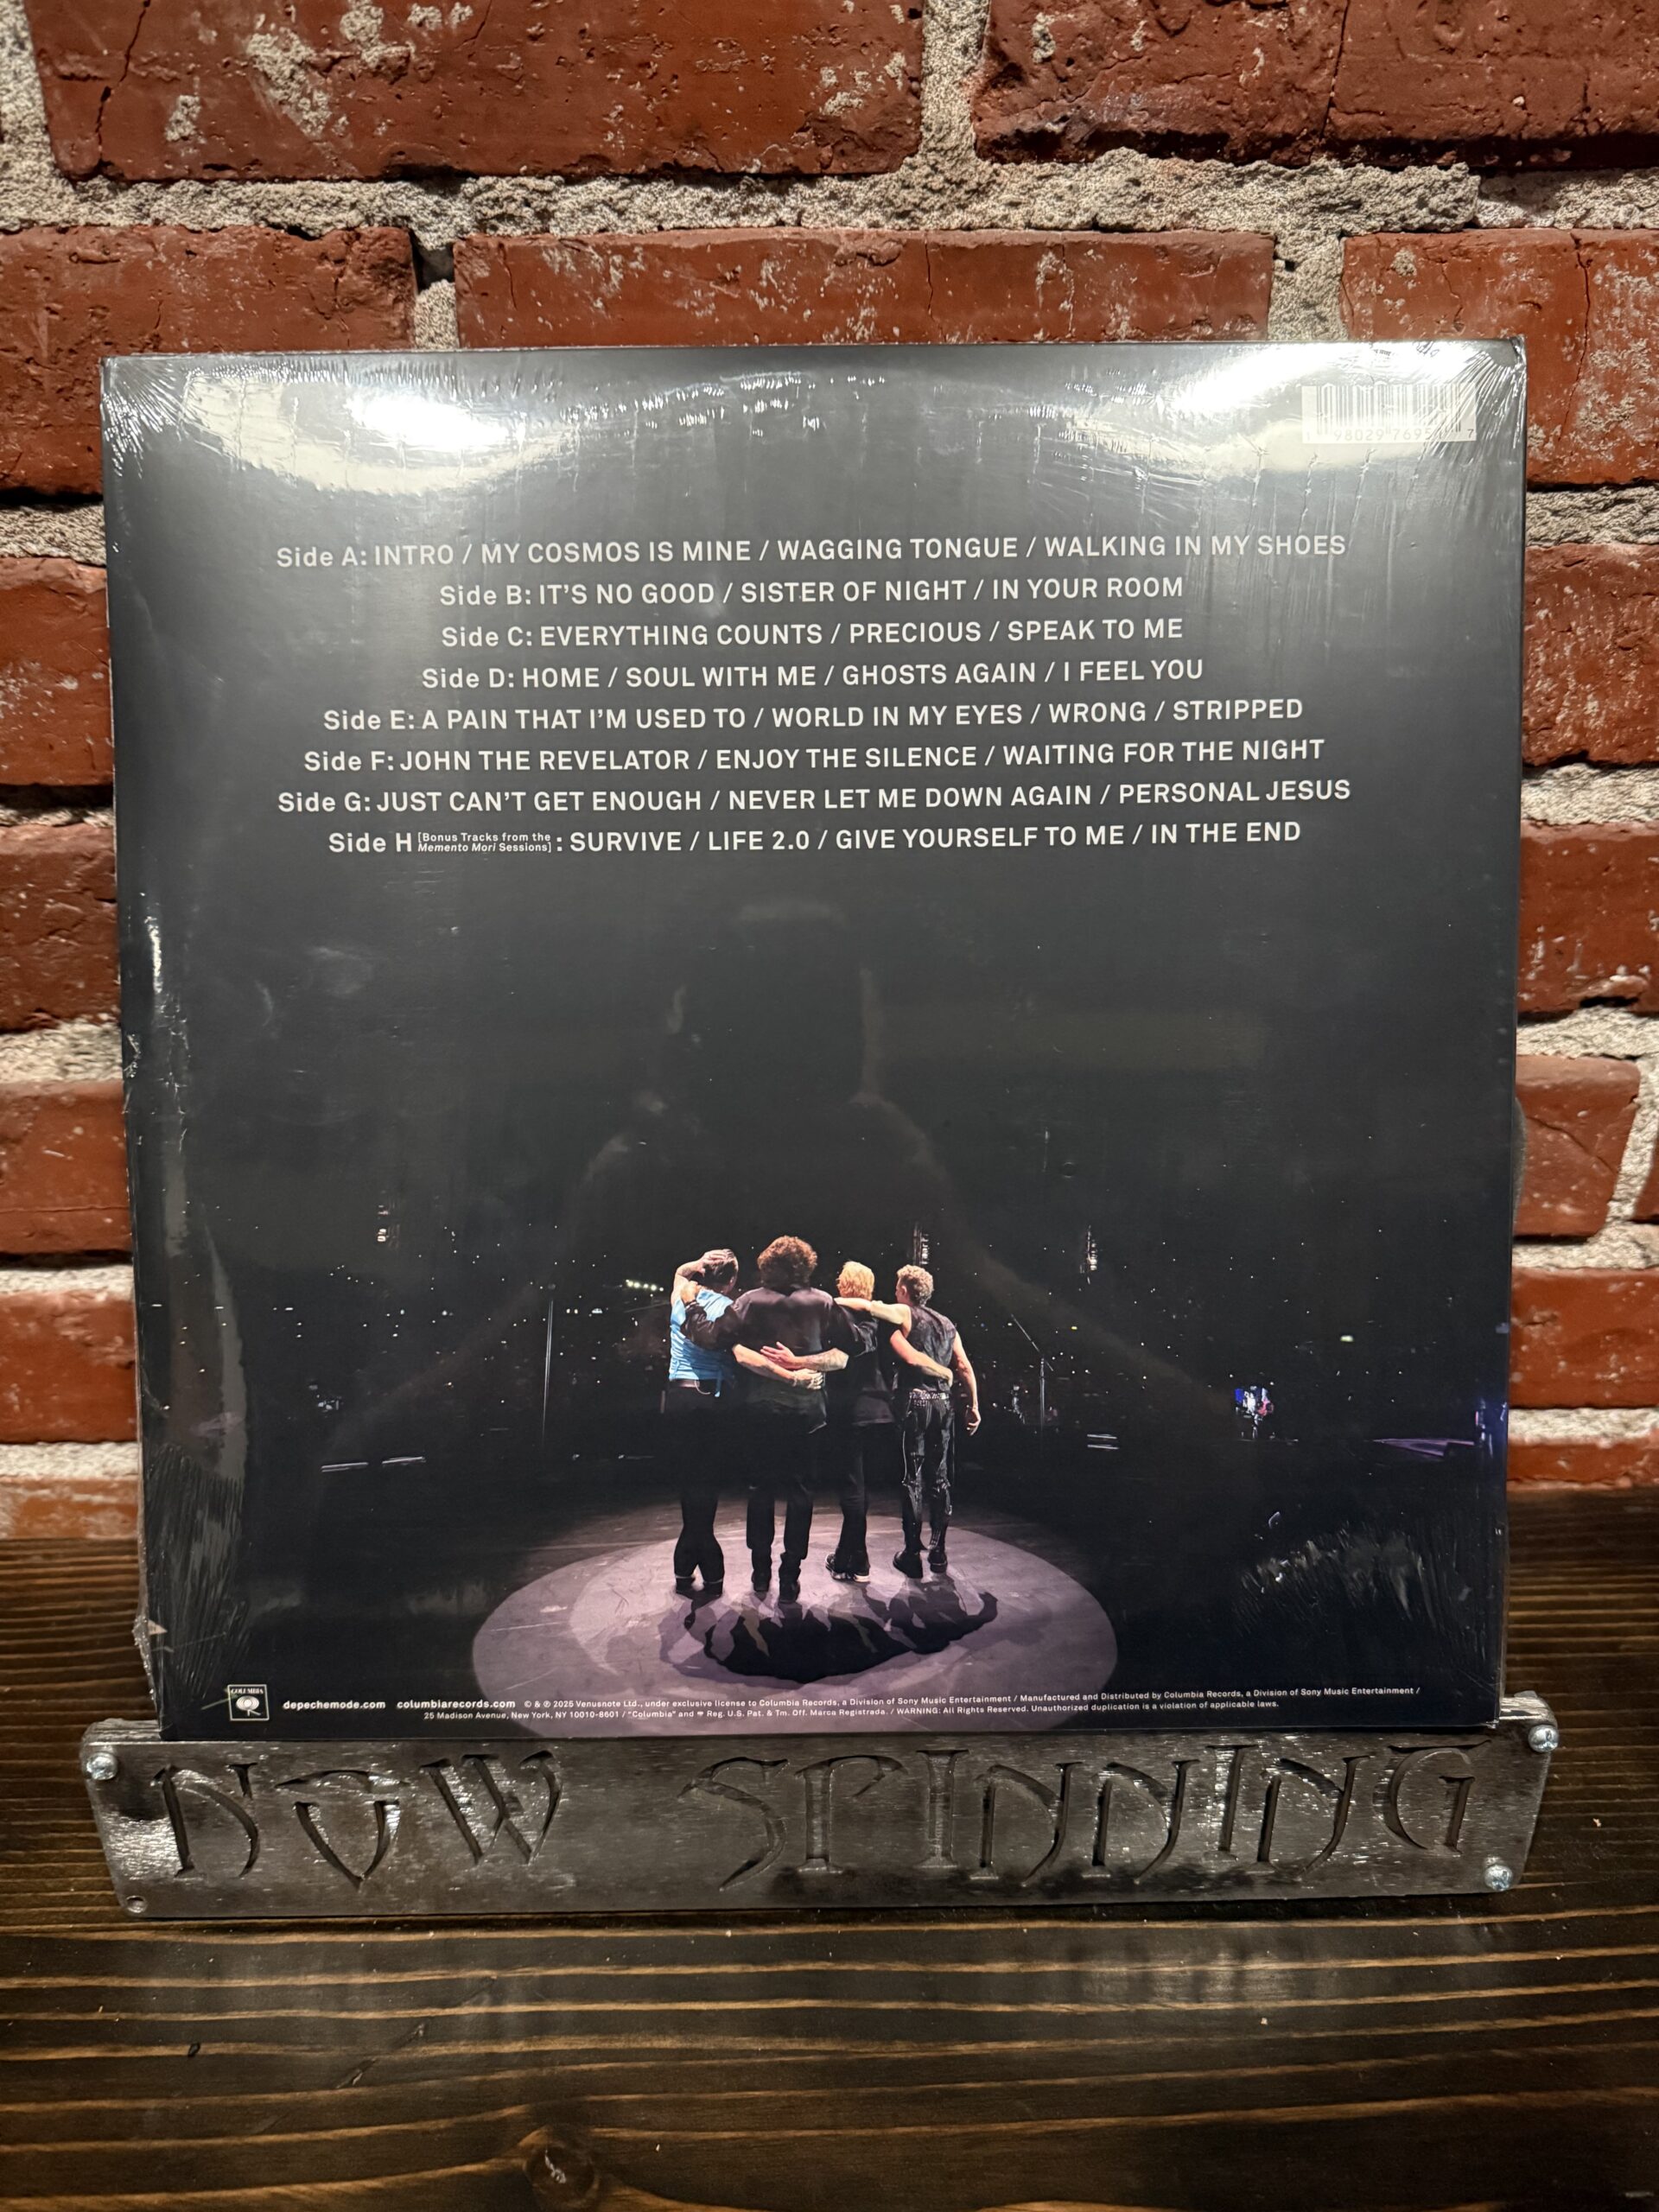 Side A: INTRO / MY COSMOS IS MINE / WAGGING TONGUE / WALKING IN MY SHOES
Side B: IT'S NO GOOD / SISTER OF NIGHT / IN YOUR ROOM
Side C: EVERYTHING COUNTS / PRECIOUS / SPEAK TO ME
Side D: HOME / SOUL WITH ME / GHOSTS AGAIN / I FEEL YOU
Side E: A PAIN THAT I'M USED TO / WORLD IN MY EYES / WRONG / STRIPPED
Side F: JOHN THE REVELATOR / ENJOY THE SILENCE / WAITING FOR THE NIGHT
Side G: JUST CAN'T GET ENOUGH / NEVER LET ME DOWN AGAIN / PERSONAL JESUS
Side H [Bonus Tracks from the Memento Mori Sessions]: SURVIVE / LIFE 2.0 / GIVE YOURSELF TO ME / IN THE END
COLUMBIA
depechemode.com columbiarecords.com © & ℗ 2025 Venusnote Ltd., under exclusive license to Columbia Records, a Division of Sony Music Entertainment / Manufactured and Distributed by Columbia Records, a Division of Sony Music Entertainment /
25 Madison Avenue, New York, NY 10010-8601 / "Columbia" and Reg. U.S. Pat. & Tm. Off. Marca Registrada. / WARNING: All Rights Reserved. Unauthorized duplication is a violation of applicable laws.
NOW SPINNING